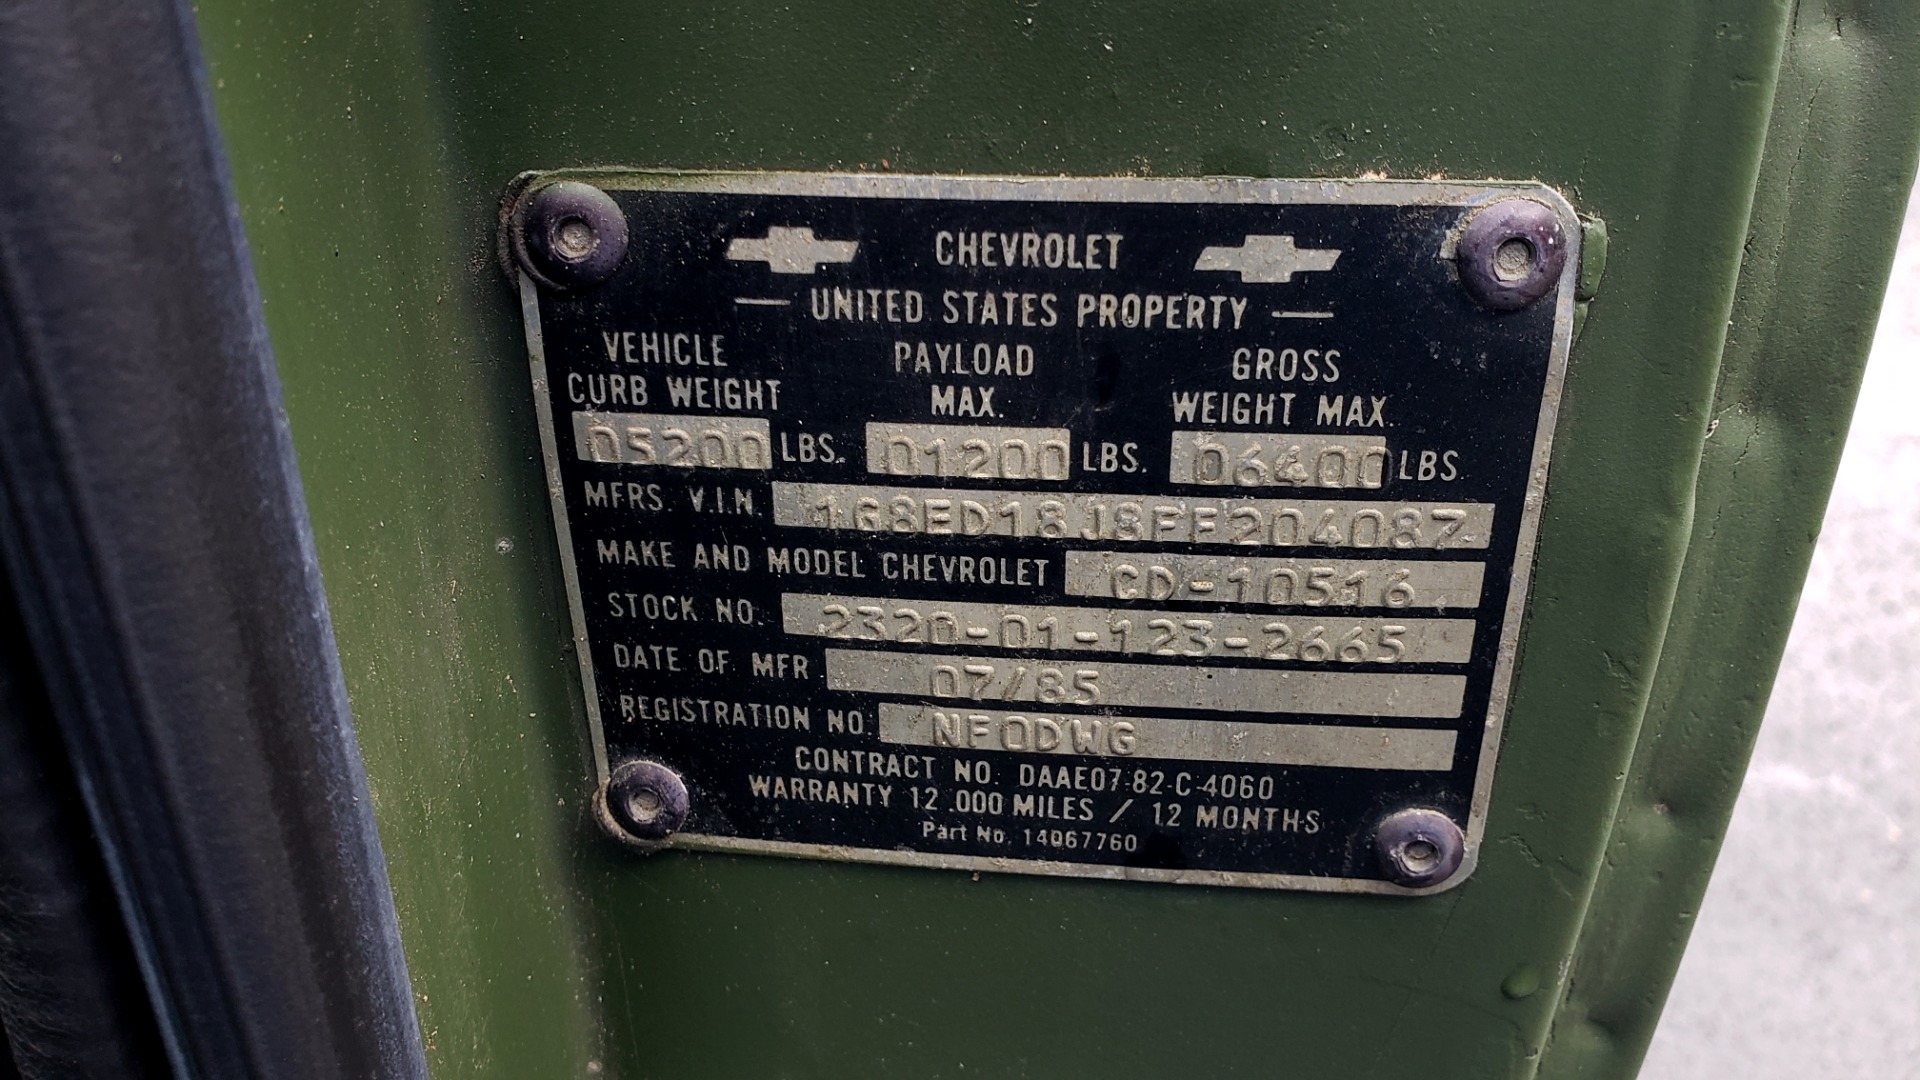 CHEVROLET
UNITED STATES PROPERTY
VEHICLE CURB WEIGHT PAYLOAD MAX. GROSS WEIGHT MAX.
05200 LBS. 01200 LBS. 06400 LBS.
MFRS. V.I.N. 1G8ED18J8FF204087
MAKE AND MODEL CHEVROLET CD-10516
STOCK NO. 2320-01-123-2665
DATE OF MFR 07/85
REGISTRATION NO. NF0DWG
CONTRACT NO. DAAE07-82-C-4060
WARRANTY 12,000 MILES / 12 MONTHS
Part No. 14067760